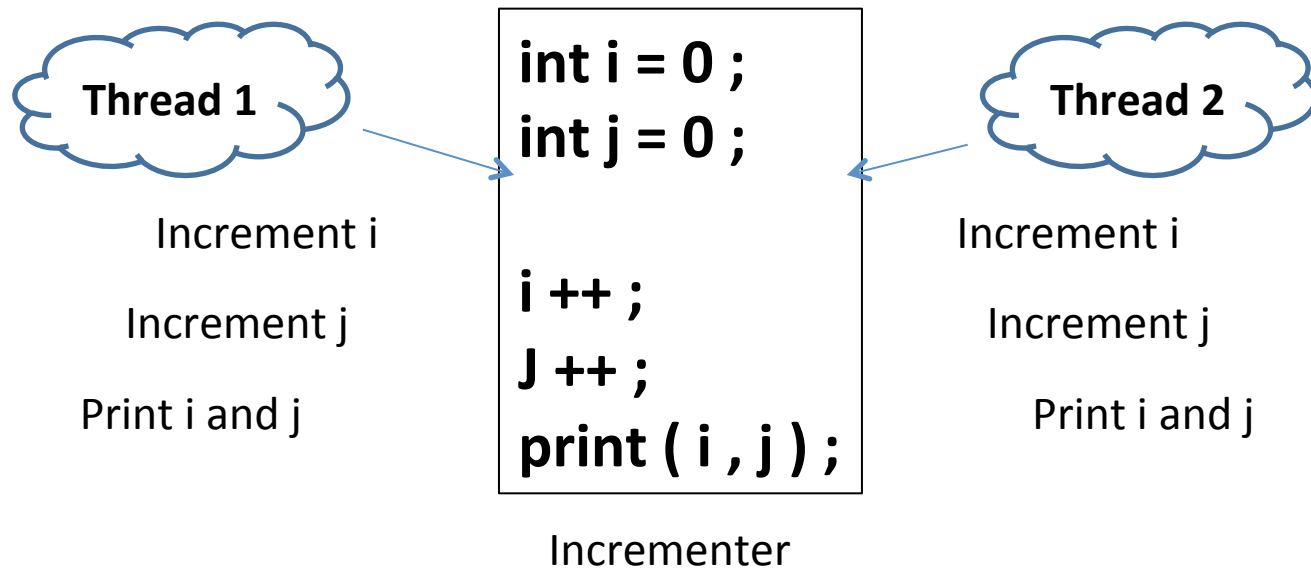 Thread 1
Increment i
Increment j
Print i and j
int i = 0 ;
int j = 0 ;
i ++ ;
J ++ ;
print ( i , j ) ;
Incrementer
Thread 2
Increment i
Increment j
Print i and j